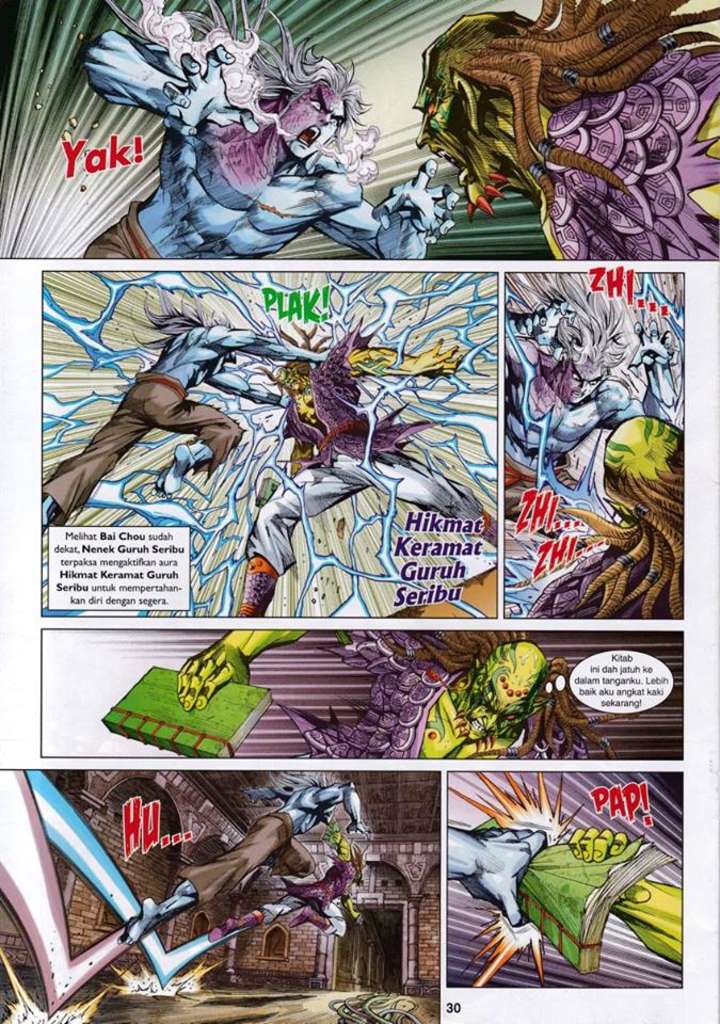 Yak!
PLAK!
Melihat Bai Chou sudah
dekat, Nenek Guruh Seribu
terpaksa mengaktifkan aura
Hikmat Keramat Guruh
Seribu untuk mempertahan-
kan diri dengan segera.
Hikmat
Keramat
Guruh
Seribu
ZHI...
ZHI...
ZHI...
Kitab
ini dah jatuh ke
dalam tanganku. Lebih
baik aku angkat kaki
sekarang!
HU...
PAP!
30